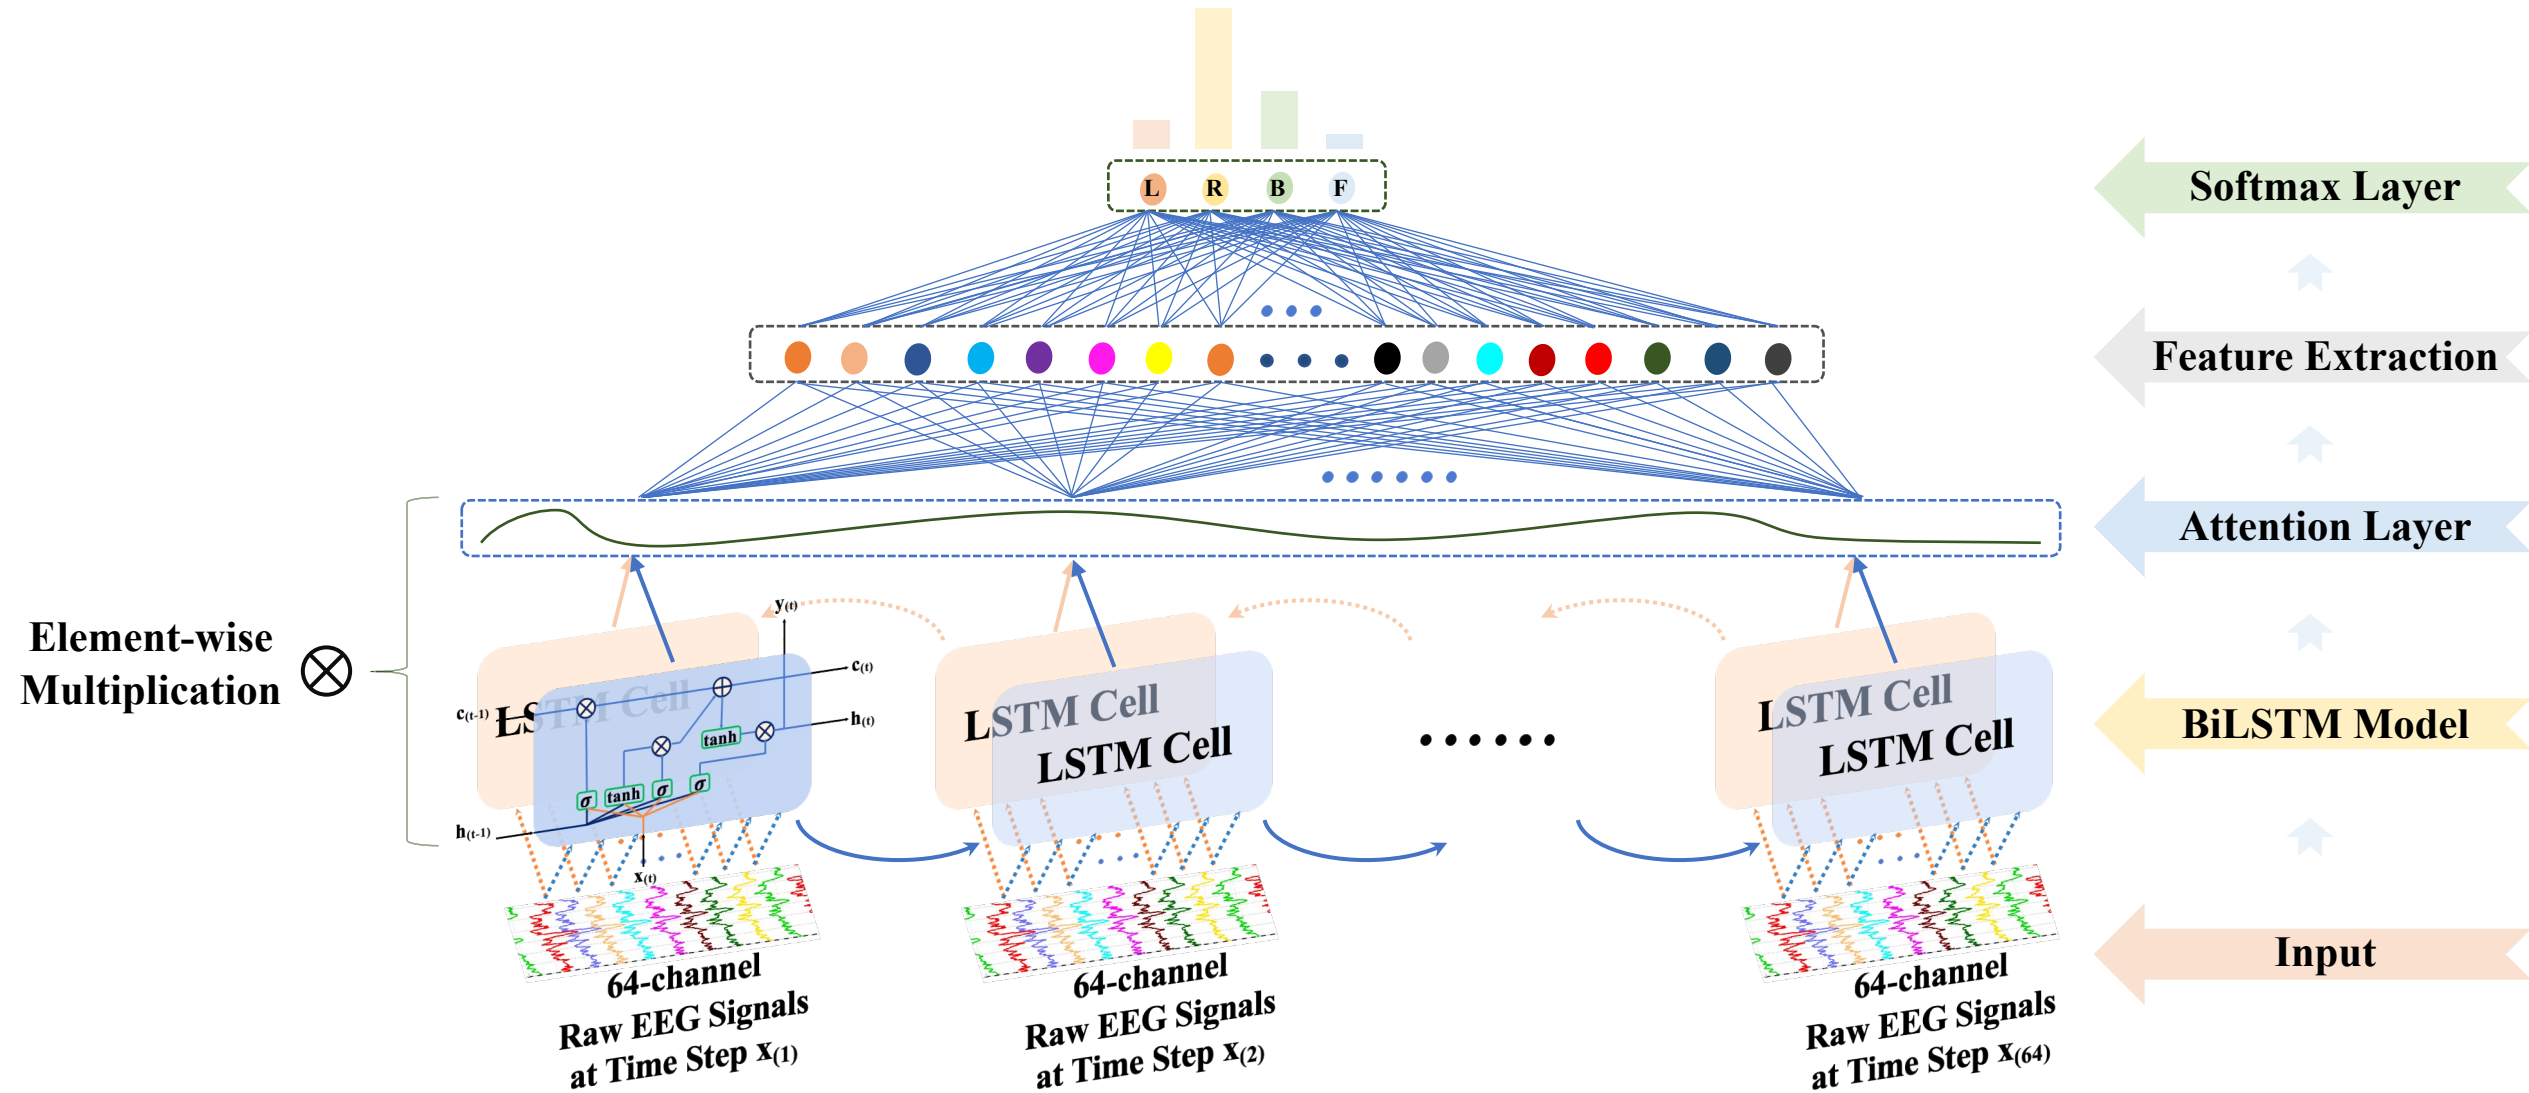 L R B F
Softmax Layer
Feature Extraction
Attention Layer
Element-wise
Multiplication
y(t)
c(t)
LSTM Cell
c(t-1)
h(t)
tanh
σ tanh σ σ
h(t-1)
x(t)
LSTM Cell
LSTM Cell
LSTM Cell
LSTM Cell
BiLSTM Model
Input
64-channel
Raw EEG Signals
at Time Step x(1)
64-channel
Raw EEG Signals
at Time Step x(2)
64-channel
Raw EEG Signals
at Time Step x(64)